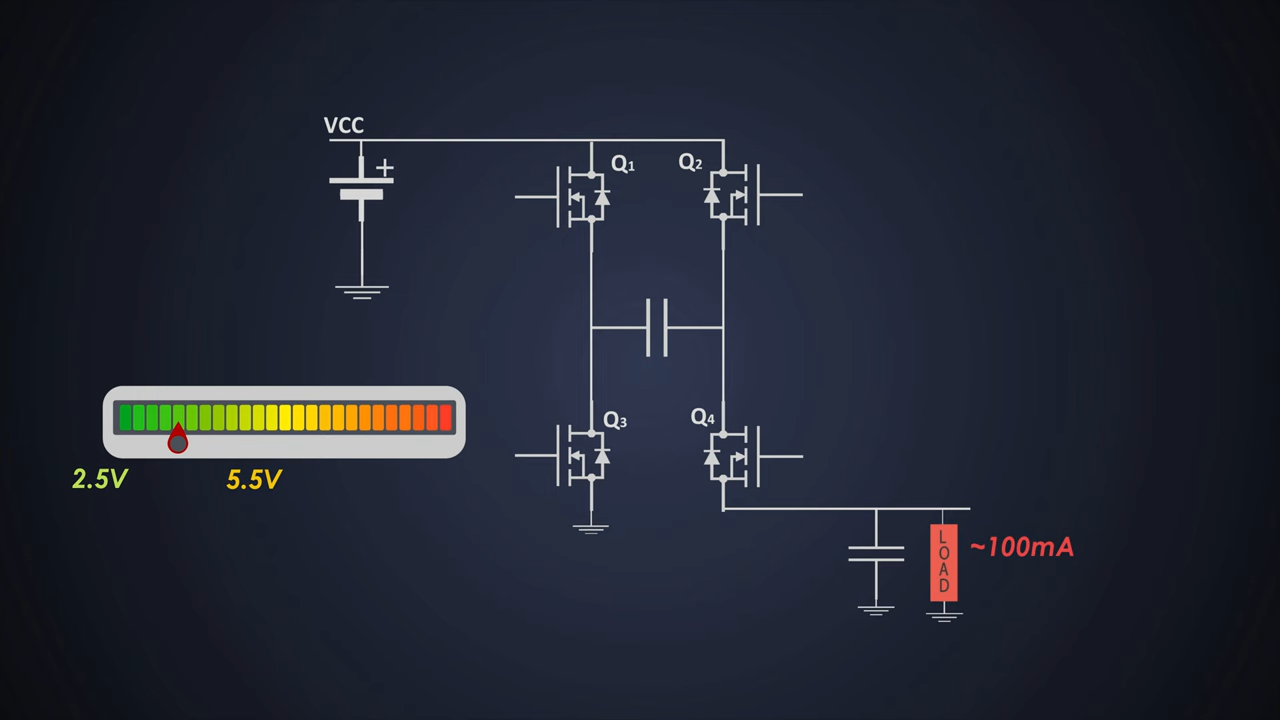 VCC
+
Q1
Q2
Q3
Q4
2.5V
5.5V
LOAD
~100mA